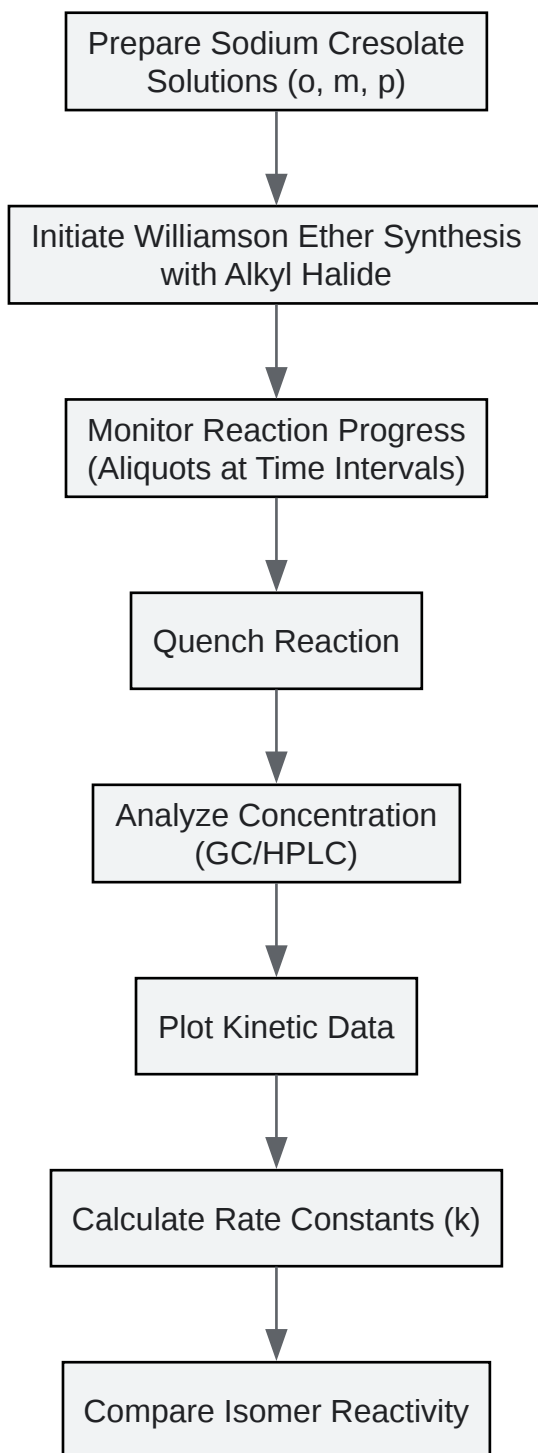 Prepare Sodium Cresolate
Solutions (o, m, p)
Initiate Williamson Ether Synthesis
with Alkyl Halide
Monitor Reaction Progress
(Aliquots at Time Intervals)
Quench Reaction
Analyze Concentration
(GC/HPLC)
Plot Kinetic Data
Calculate Rate Constants (k)
Compare Isomer Reactivity